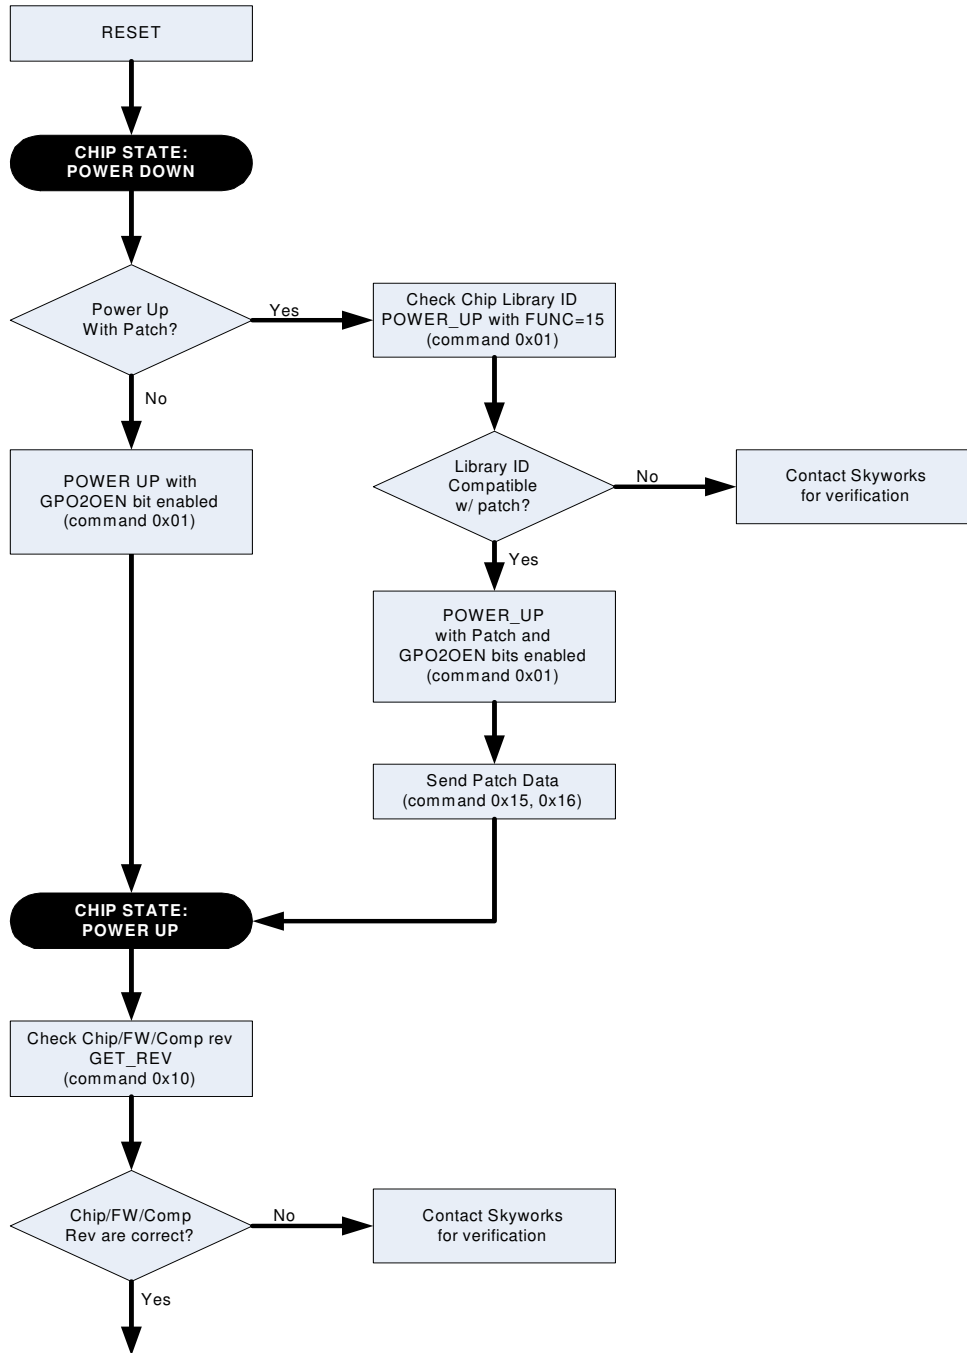 RESET
CHIP STATE:
POWER DOWN
Power Up
With Patch?
Yes
Check Chip Library ID
POWER_UP with FUNC=15
(command 0x01)
No
POWER UP with
GPO2OEN bit enabled
(command 0x01)
Library ID
Compatible
w/ patch?
No
Contact Skyworks
for verification
Yes
POWER_UP
with Patch and
GPO2OEN bits enabled
(command 0x01)
Send Patch Data
(command 0x15, 0x16)
CHIP STATE:
POWER UP
Check Chip/FW/Comp rev
GET_REV
(command 0x10)
Chip/FW/Comp
Rev are correct?
No
Contact Skyworks
for verification
Yes